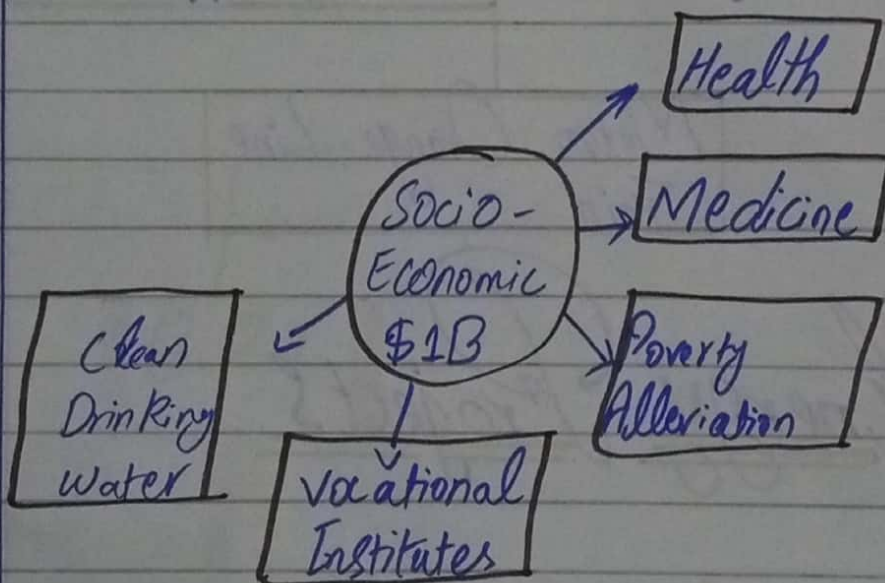 Health
Socio-
Economic
$1B
Medicine
Clean
Drinking
Water
Poverty
Alleviation
Vocational
Institutes